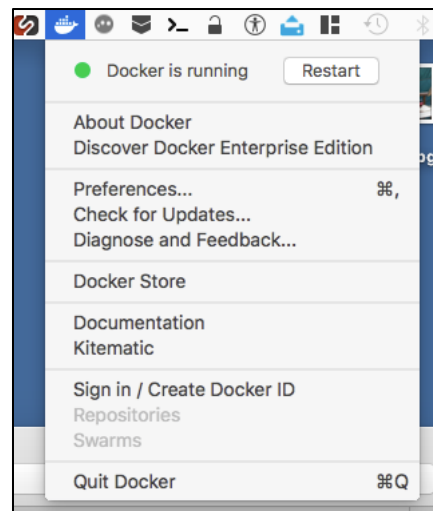 Docker is running Restart
About Docker
Discover Docker Enterprise Edition
Preferences... ⌘,
Check for Updates...
Diagnose and Feedback...
Docker Store
Documentation
Kitematic
Sign in / Create Docker ID
Repositories
Swarms
Quit Docker ⌘Q